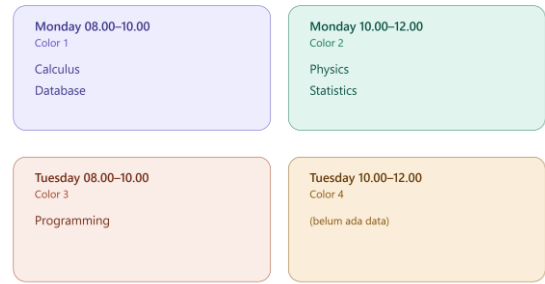 Monday 08.00–10.00
Color 1
Calculus
Database
Monday 10.00–12.00
Color 2
Physics
Statistics
Tuesday 08.00–10.00
Color 3
Programming
Tuesday 10.00–12.00
Color 4
(belum ada data)